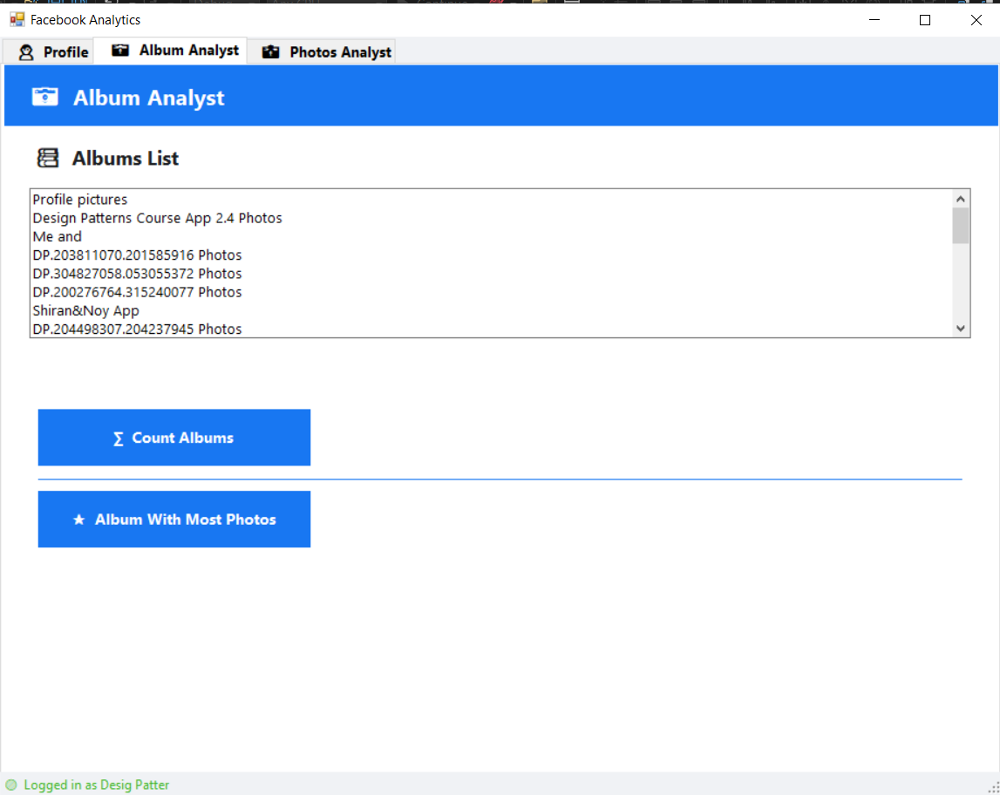 Facebook Analytics
Profile
Album Analyst
Photos Analyst
Album Analyst
Albums List
Profile pictures
Design Patterns Course App 2.4 Photos
Me and
DP.203811070.201585916 Photos
DP.304827058.053055372 Photos
DP.200276764.315240077 Photos
Shiran&Noy App
DP.204498307.204237945 Photos
∑ Count Albums
★ Album With Most Photos
Logged in as Desig Patter